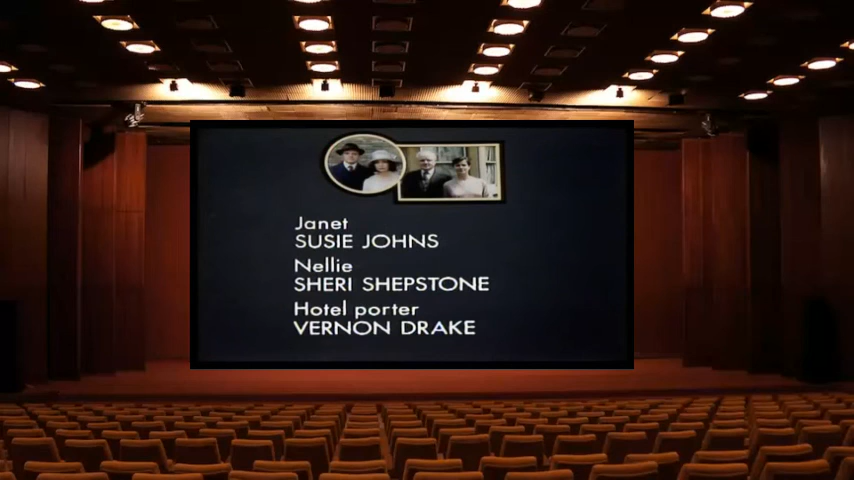 Janet
SUSIE JOHNS
Nellie
SHERI SHEPSTONE
Hotel porter
VERNON DRAKE